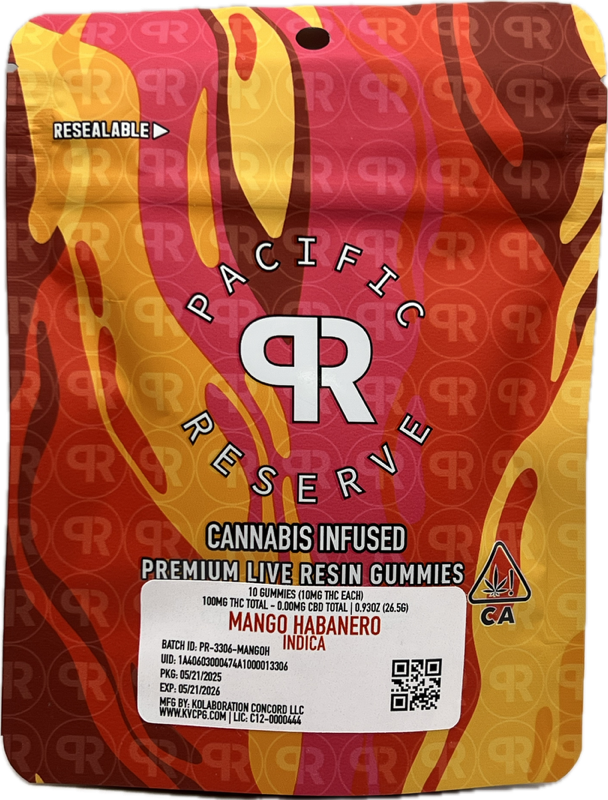 RESEALABLE
PACIFIC
PR
RESERVE
CANNABIS INFUSED
PREMIUM LIVE RESIN GUMMIES
10 GUMMIES (10MG THC EACH)
100MG THC TOTAL - 0.00MG CBD TOTAL | 0.93OZ (26.5G)
MANGO HABANERO
INDICA
BATCH ID: PR-3306-MANGOH
UID: 1A40603000474A1000013306
PKG: 05/21/2025
EXP: 05/21/2026
MFG BY: KOLABORATION CONCORD LLC
WWW.KVCPG.COM | LIC: C12-0000444
!
CA